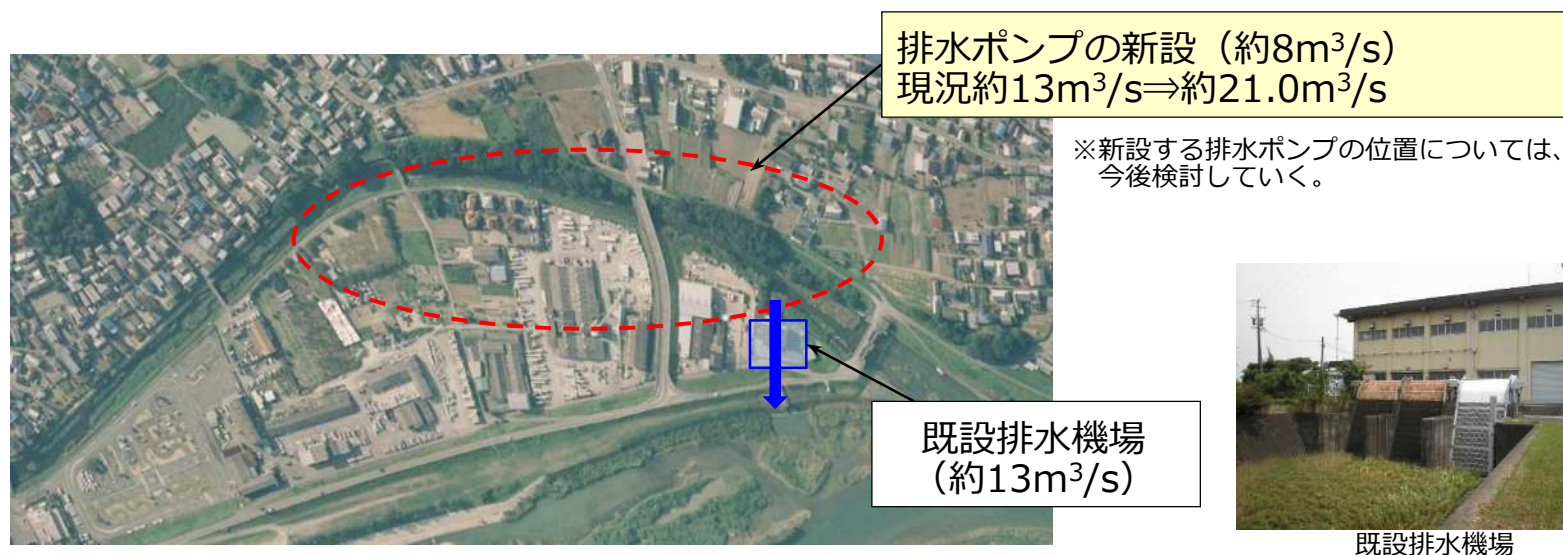 排水ポンプの新設（約8m³/s）
現況約13m³/s⇒約21.0m³/s
※新設する排水ポンプの位置については、
今後検討していく。
既設排水機場
（約13m³/s）
既設排水機場